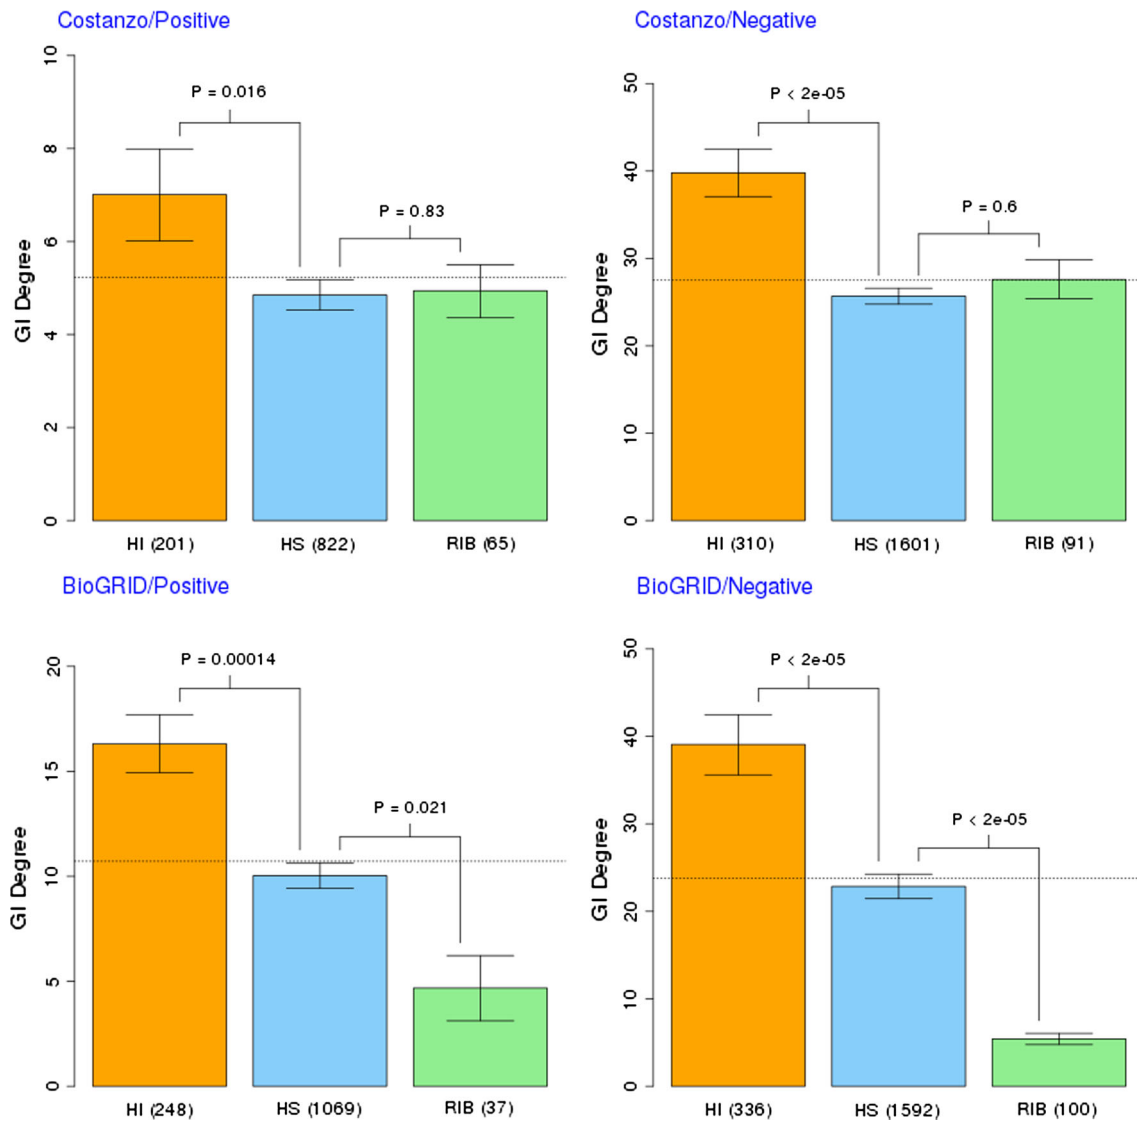 Costanzo/Positive
GI Degree
0
2
4
6
8
10
P = 0.016
P = 0.83
HI (201)
HS (822)
RIB (65)
Costanzo/Negative
GI Degree
0
10
20
30
40
50
P < 2e-05
P = 0.6
HI (310)
HS (1601)
RIB (91)
BioGRID/Positive
GI Degree
0
5
10
15
20
P = 0.00014
P = 0.021
HI (248)
HS (1069)
RIB (37)
BioGRID/Negative
GI Degree
0
10
20
30
40
50
P < 2e-05
P < 2e-05
HI (336)
HS (1592)
RIB (100)